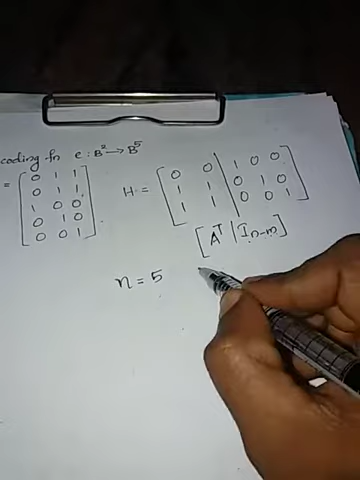 coding fn e: B² → B⁵
= [ 0 1 1
0 1 1
1 0 0
0 1 0
0 0 1 ]
H = [ 0 0 | 1 0 0
1 1 | 0 1 0
1 1 | 0 0 1 ]
[ Aᵀ | Iₙ₋ₘ ]
n = 5